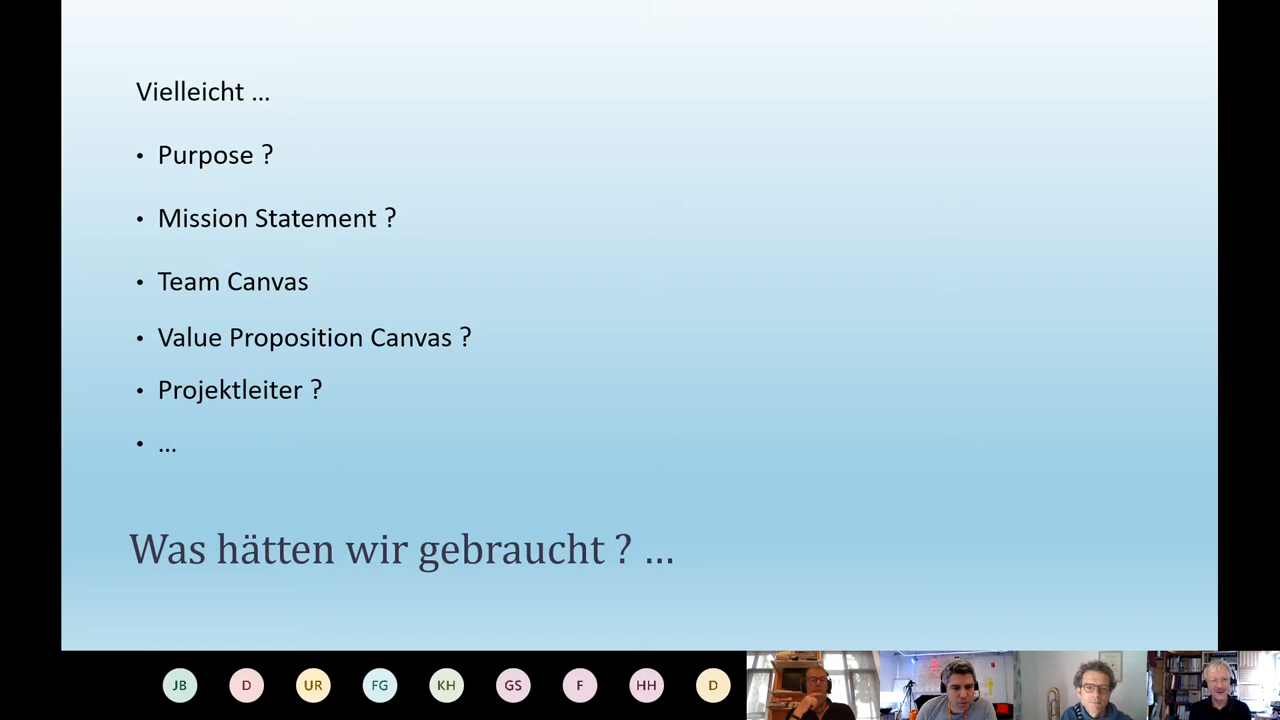 Vielleicht ...
• Purpose ?
• Mission Statement ?
• Team Canvas
• Value Proposition Canvas ?
• Projektleiter ?
• ...
Was hätten wir gebraucht ? ...
JB D UR FG KH GS F HH D